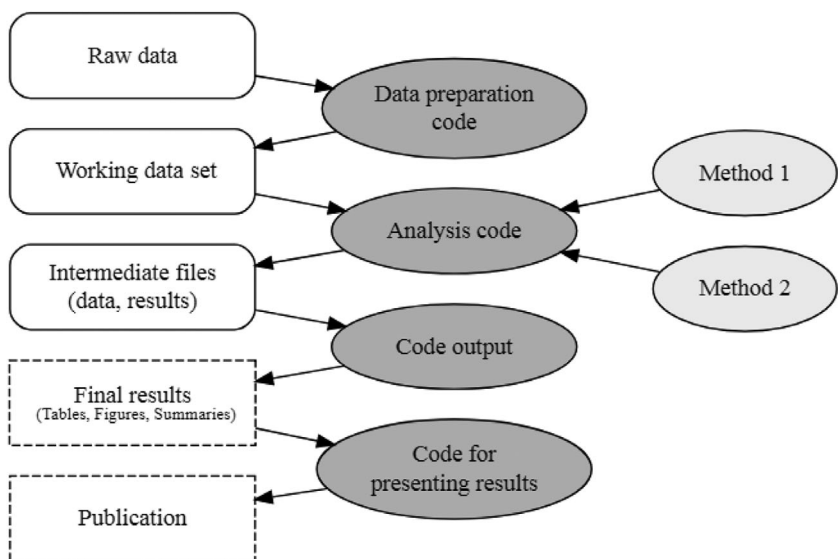 Raw data
Data preparation
code
Working data set
Method 1
Analysis code
Intermediate files
(data, results)
Method 2
Code output
Final results
(Tables, Figures, Summaries)
Code for
presenting results
Publication